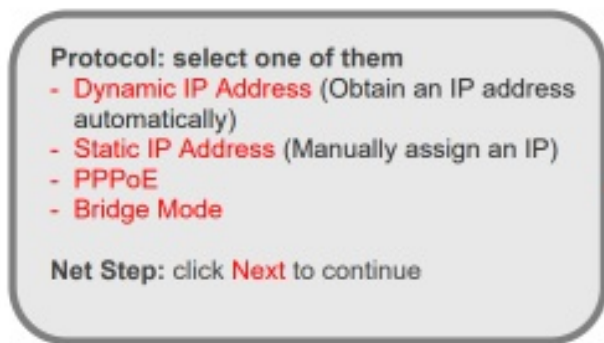 Protocol: select one of them
- Dynamic IP Address (Obtain an IP address
automatically)
- Static IP Address (Manually assign an IP)
- PPPoE
- Bridge Mode
Net Step: click Next to continue